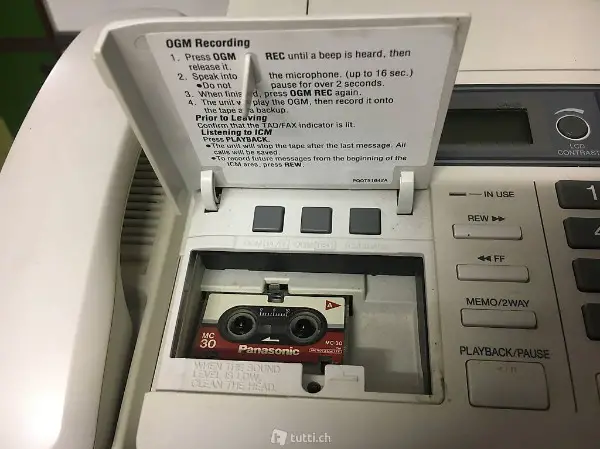 OGM Recording
1. Press OGM REC until a beep is heard, then
release it.
2. Speak into the microphone. (up to 16 sec.)
●Do not pause for over 2 seconds.
3. When finished, press OGM REC again.
4. The unit will play the OGM, then record it onto
the tape as a backup.
Prior to Leaving
Confirm that the TAD/FAX indicator is lit.
Listening to ICM
Press PLAYBACK.
●The unit will stop the tape after the last message. All
calls will be saved.
●To record future messages from the beginning of the
ICM area, press REW.
IN USE
LCD
CONTRAST
REW ▶▶
◀◀ FF
MEMO/2WAY
PLAYBACK/PAUSE
1
4
A
MC
30
MC-30
Panasonic
WHEN THE SOUND
LEVEL IS LOW,
CLEAN THE HEAD.
tutti.ch